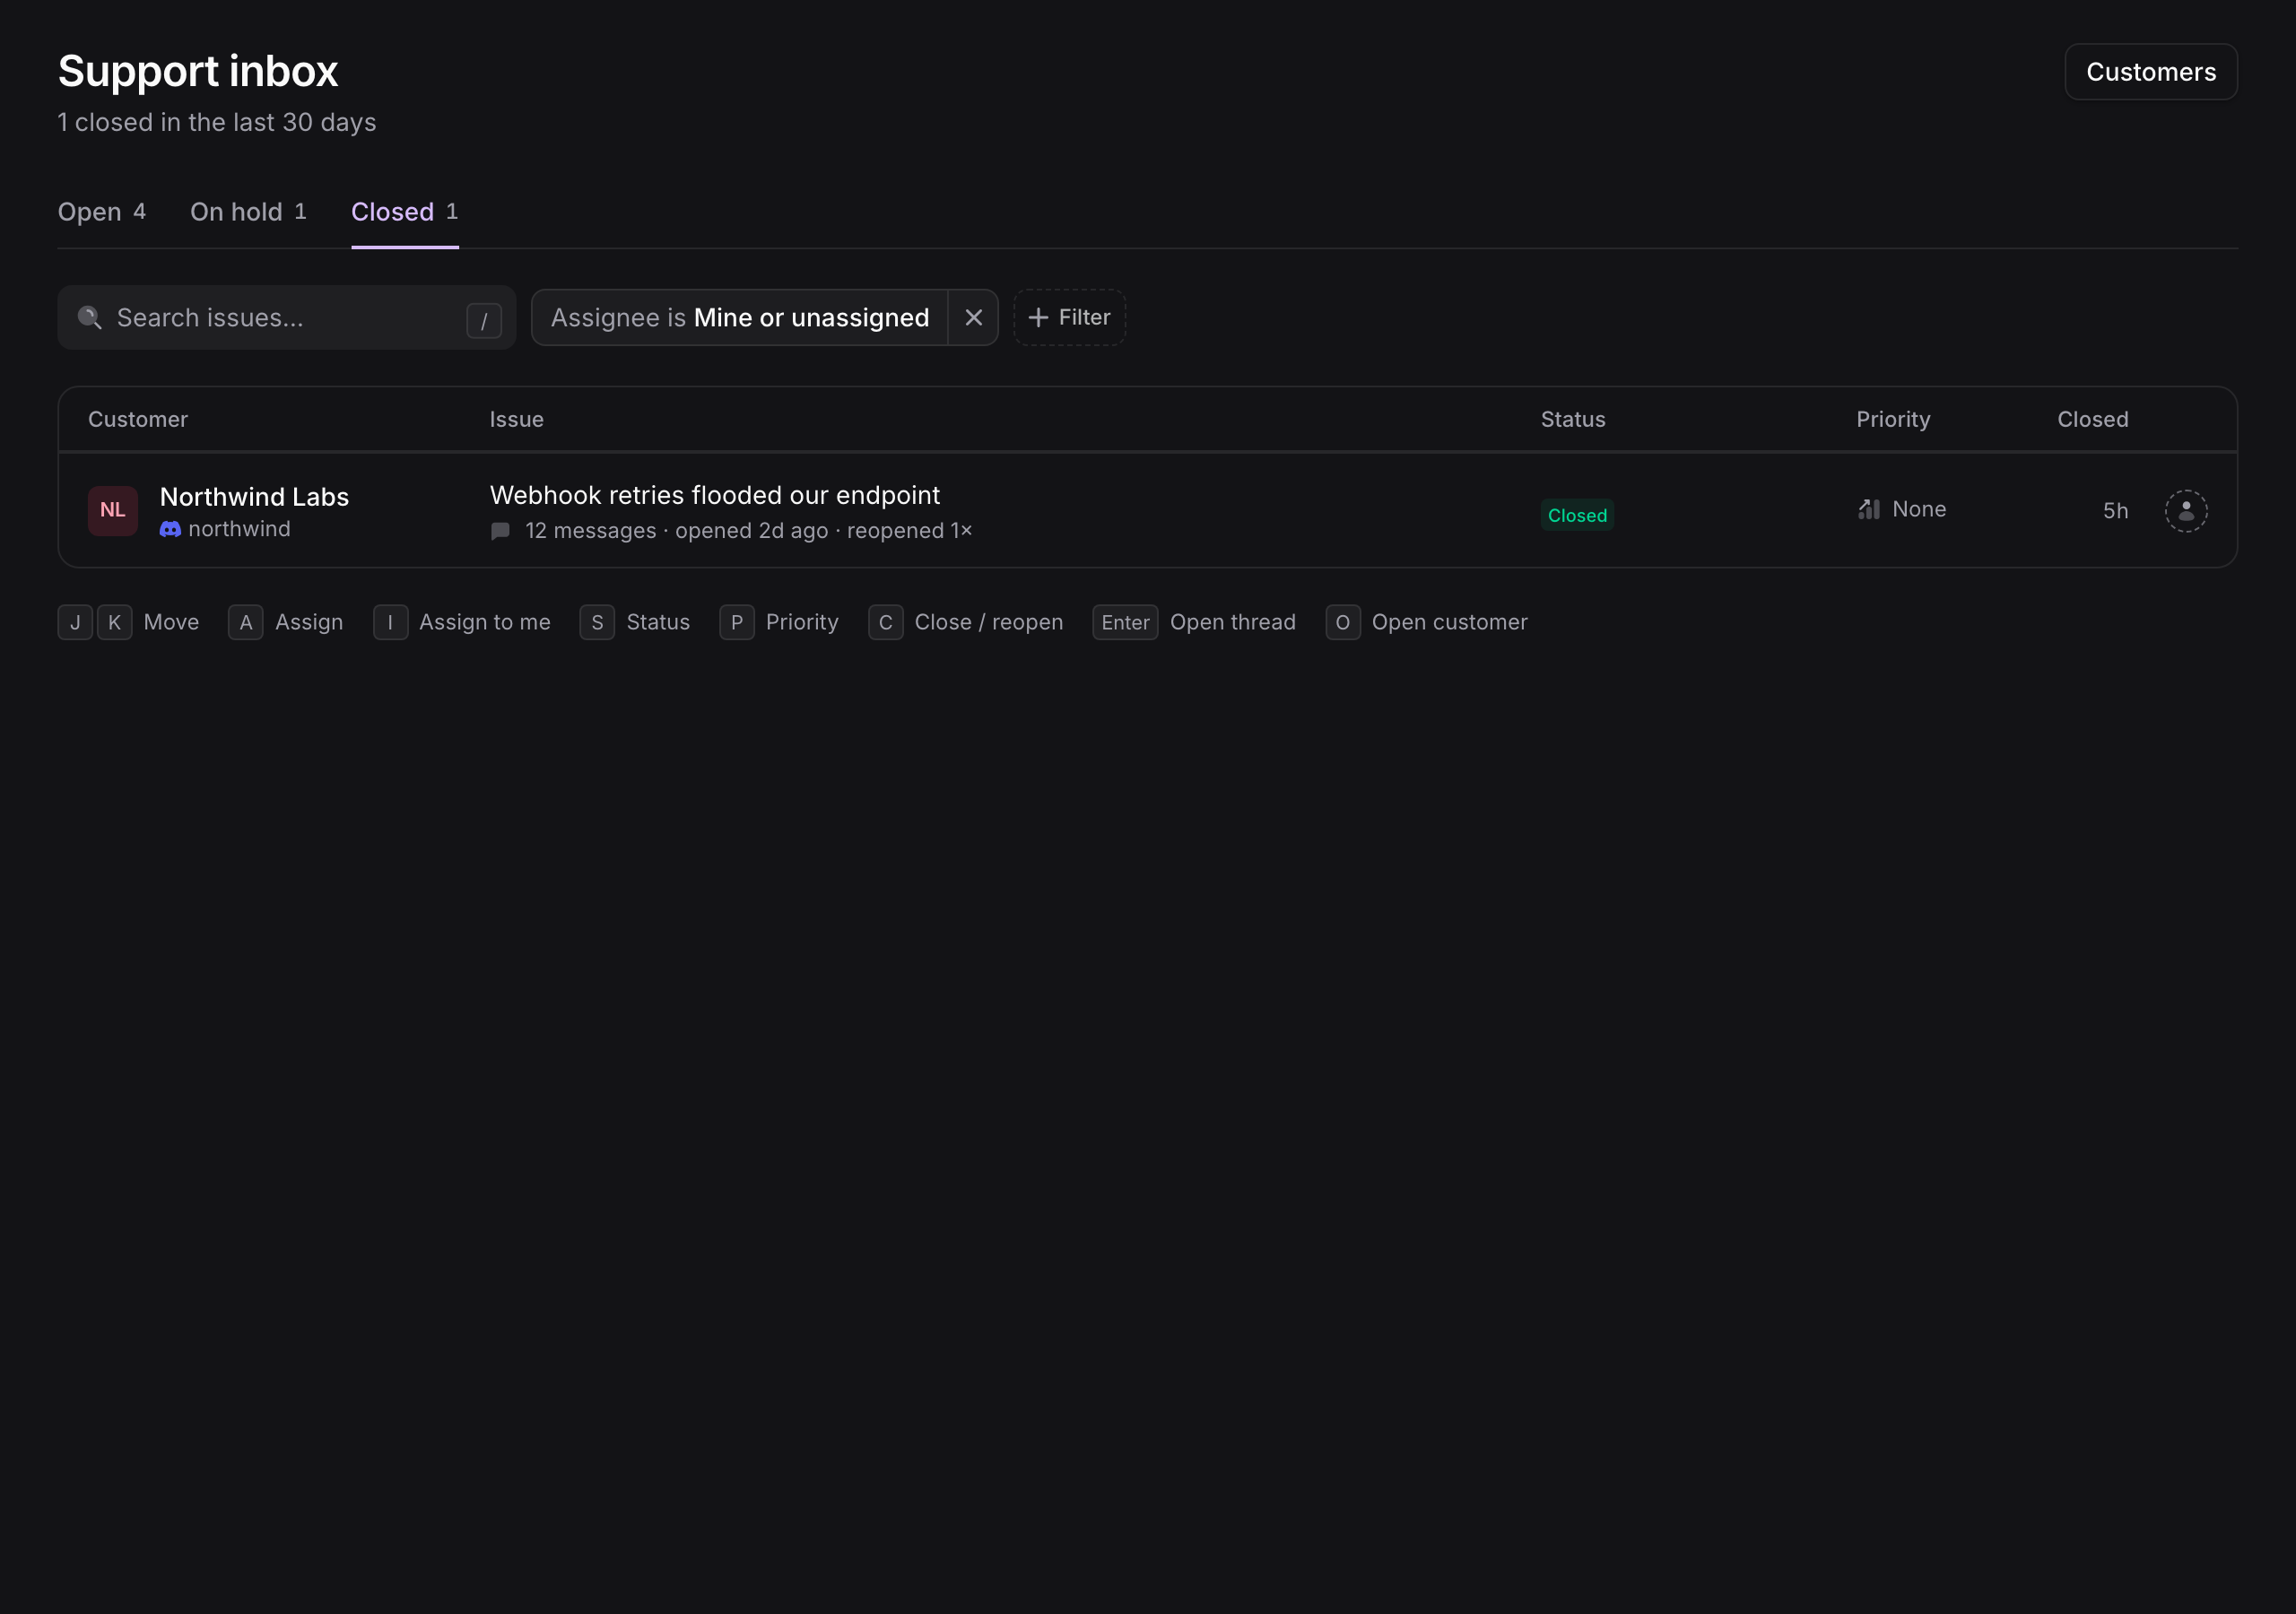 Support inbox
Customers
1 closed in the last 30 days
Open 4 On hold 1 Closed 1
Search issues... / Assignee is Mine or unassigned Filter
Customer Issue Status Priority Closed
NL Northwind Labs
northwind
Webhook retries flooded our endpoint
12 messages · opened 2d ago · reopened 1×
Closed None 5h
J K Move A Assign I Assign to me S Status P Priority C Close / reopen Enter Open thread O Open customer